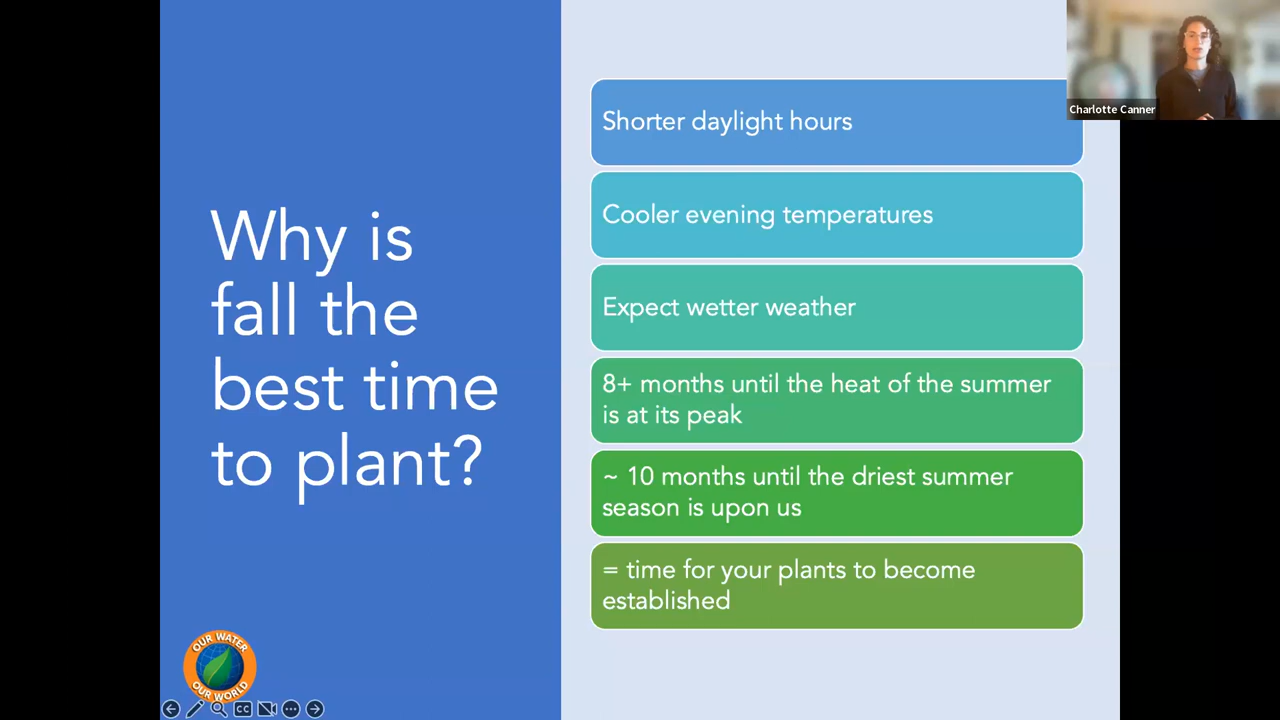 Why is
fall the
best time
to plant?
Shorter daylight hours
Cooler evening temperatures
Expect wetter weather
8+ months until the heat of the summer
is at its peak
~ 10 months until the driest summer
season is upon us
= time for your plants to become
established
Charlotte Canner
OUR WATER
OUR WORLD
CC